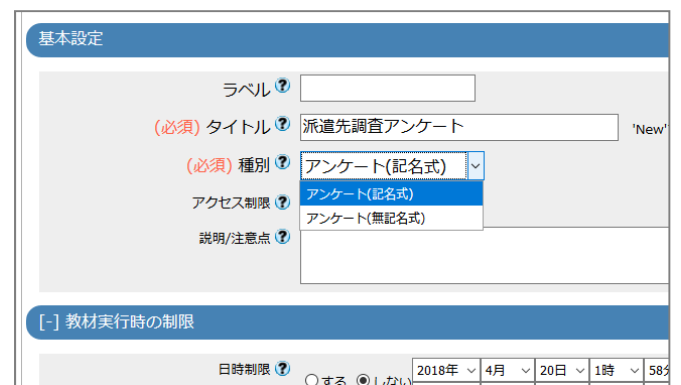 基本設定
ラベル ?
(必須) タイトル ? 派遣先調査アンケート 'New'
(必須) 種別 ? アンケート(記名式)
アンケート(記名式)
アクセス制限 ?
アンケート(無記名式)
説明/注意点 ?
[-] 教材実行時の制限
日時制限 ? する しない 2018年 4月 20日 1時 58分